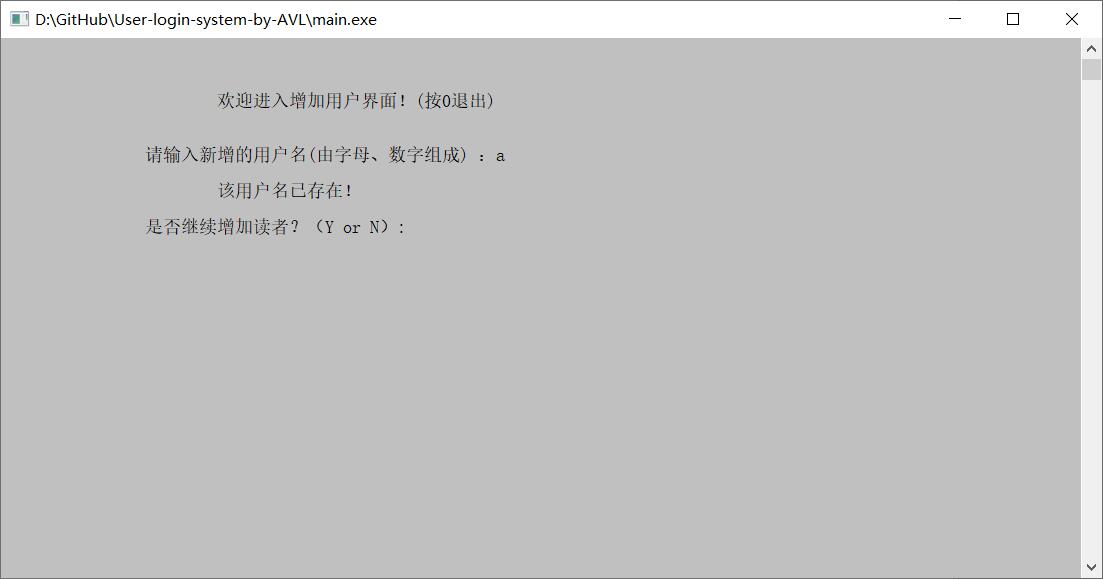 D:\GitHub\User-login-system-by-AVL\main.exe
欢迎进入增加用户界面！(按0退出)
请输入新增的用户名(由字母、数字组成) ：a
该用户名已存在！
是否继续增加读者？（Y or N）: